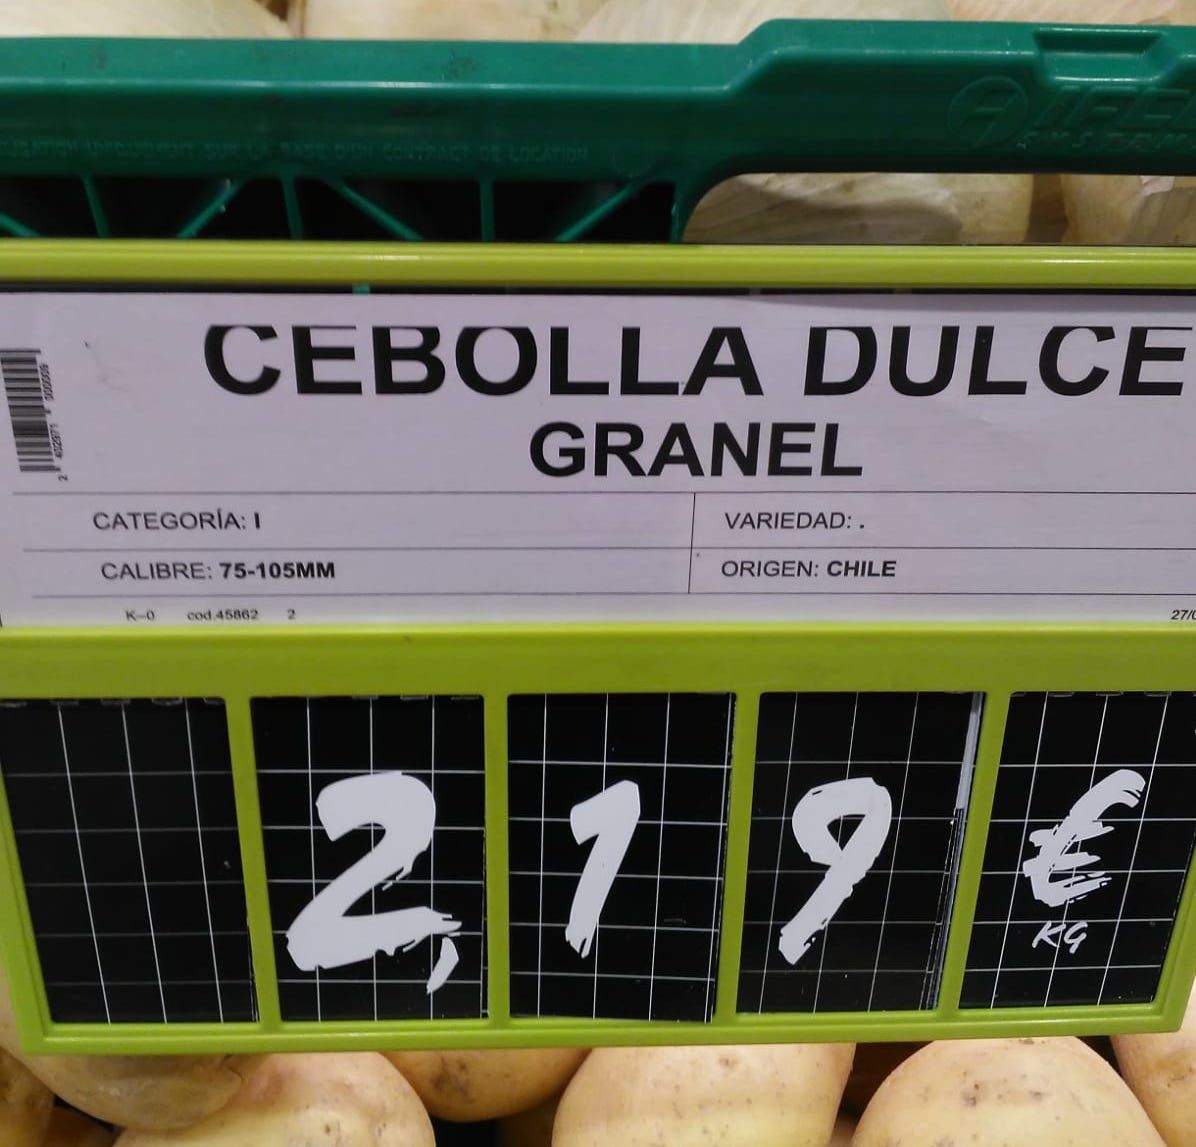 CEBOLLA DULCE
GRANEL
CATEGORÍA: I
VARIEDAD: .
CALIBRE: 75-105MM
ORIGEN: CHILE
K-0 cod.45862 2
2,19 €
KG